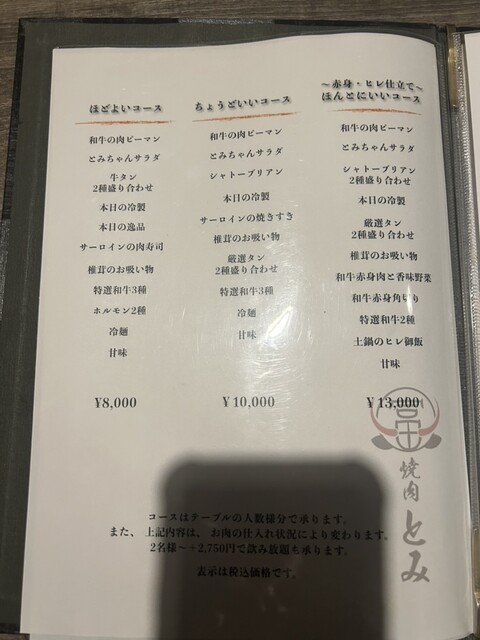 ほどよいコース
和牛の肉ピーマン
とみちゃんサラダ
牛タン
2種盛り合わせ
本日の冷製
本日の逸品
サーロインの肉寿司
椎茸のお吸い物
特選和牛3種
ホルモン2種
冷麺
甘味
¥8,000
ちょうどいいコース
和牛の肉ピーマン
とみちゃんサラダ
シャトーブリアン
本日の冷製
サーロインの焼きすき
椎茸のお吸い物
厳選タン
2種盛り合わせ
特選和牛3種
冷麺
甘味
¥10,000
~赤身・ヒレ仕立て~
ほんとにいいコース
和牛の肉ピーマン
とみちゃんサラダ
シャトーブリアン
2種盛り合わせ
本日の冷製
厳選タン
2種盛り合わせ
椎茸のお吸い物
和牛赤身肉と香味野菜
和牛赤身角切り
特選和牛2種
土鍋のヒレ御飯
甘味
¥13,000
コースはテーブルの人数様分で承ります。
また、上記内容は、お肉の仕入れ状況により変わります。
2名様~+2,750円で飲み放題も承ります。
表示は税込価格です。
焼肉とみ